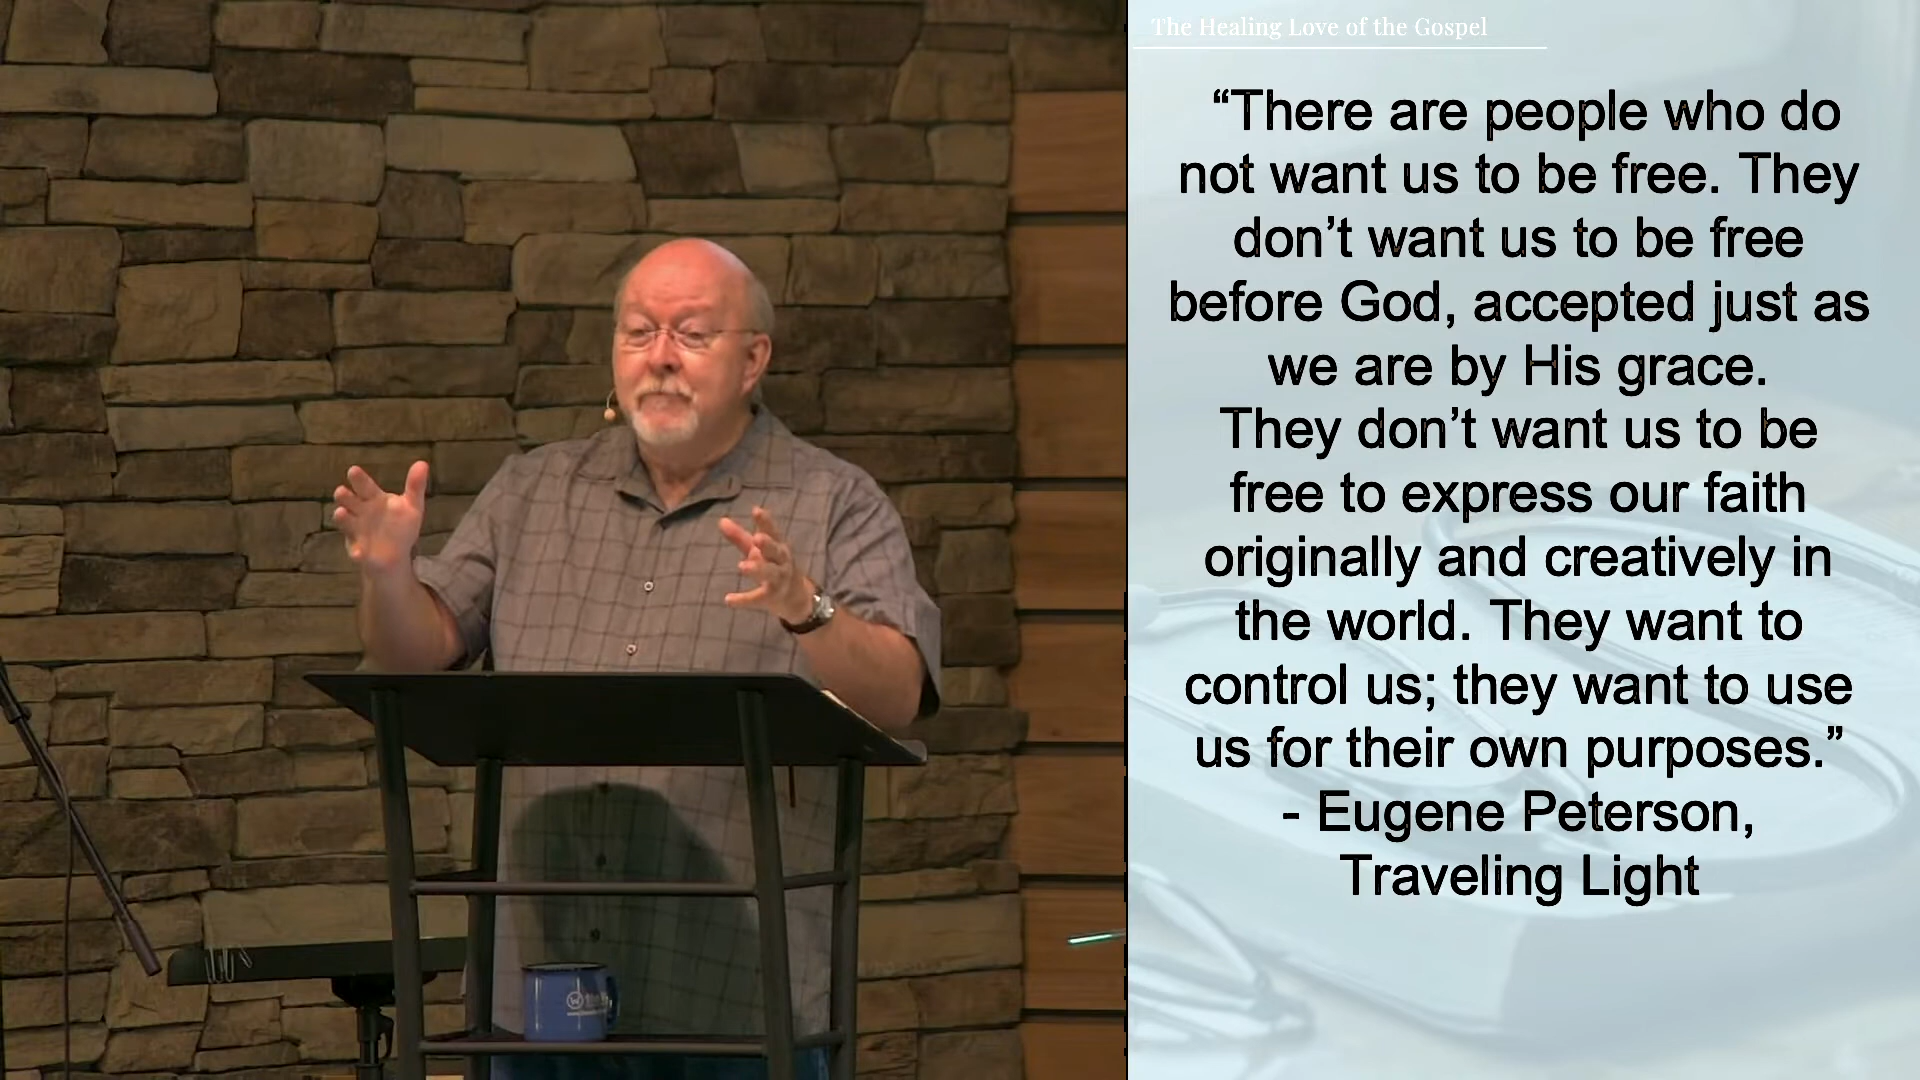 The Healing Love of the Gospel
“There are people who do
not want us to be free. They
don’t want us to be free
before God, accepted just as
we are by His grace.
They don’t want us to be
free to express our faith
originally and creatively in
the world. They want to
control us; they want to use
us for their own purposes.”
- Eugene Peterson,
Traveling Light